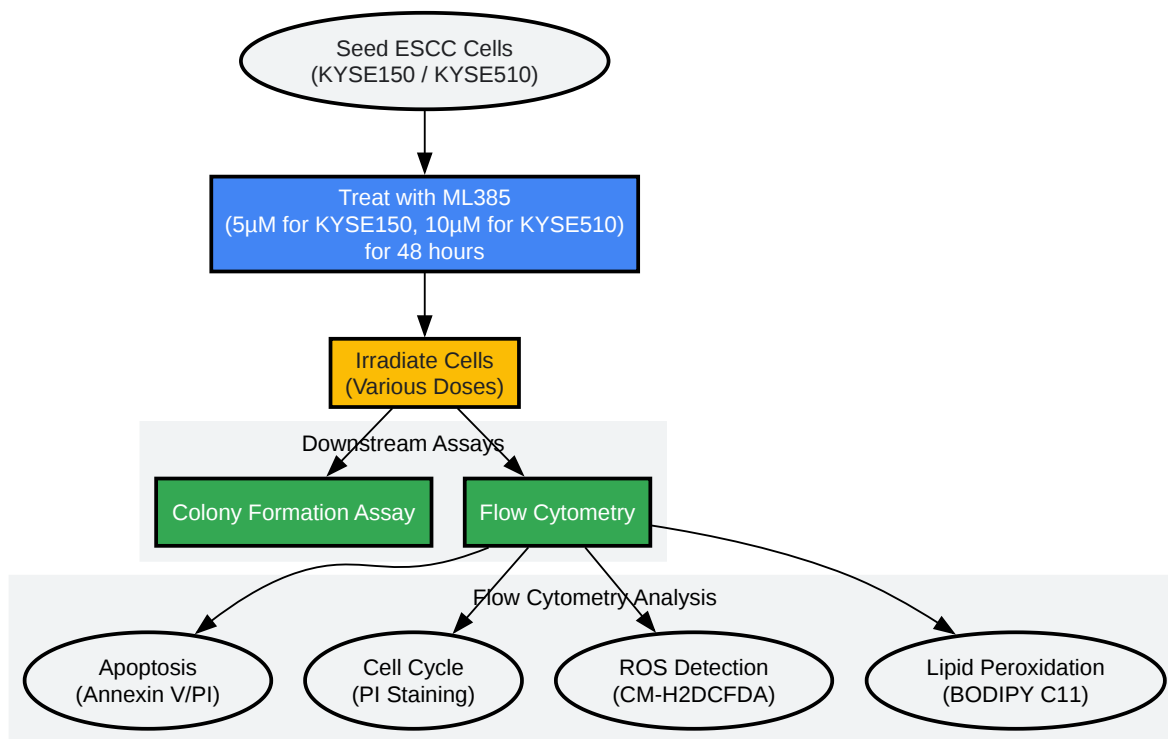 Seed ESCC Cells
(KYSE150 / KYSE510)
Treat with ML385
(5µM for KYSE150, 10µM for KYSE510)
for 48 hours
Irradiate Cells
(Various Doses)
Downstream Assays
Colony Formation Assay
Flow Cytometry
Flow Cytometry Analysis
Apoptosis
(Annexin V/PI)
Cell Cycle
(PI Staining)
ROS Detection
(CM-H2DCFDA)
Lipid Peroxidation
(BODIPY C11)